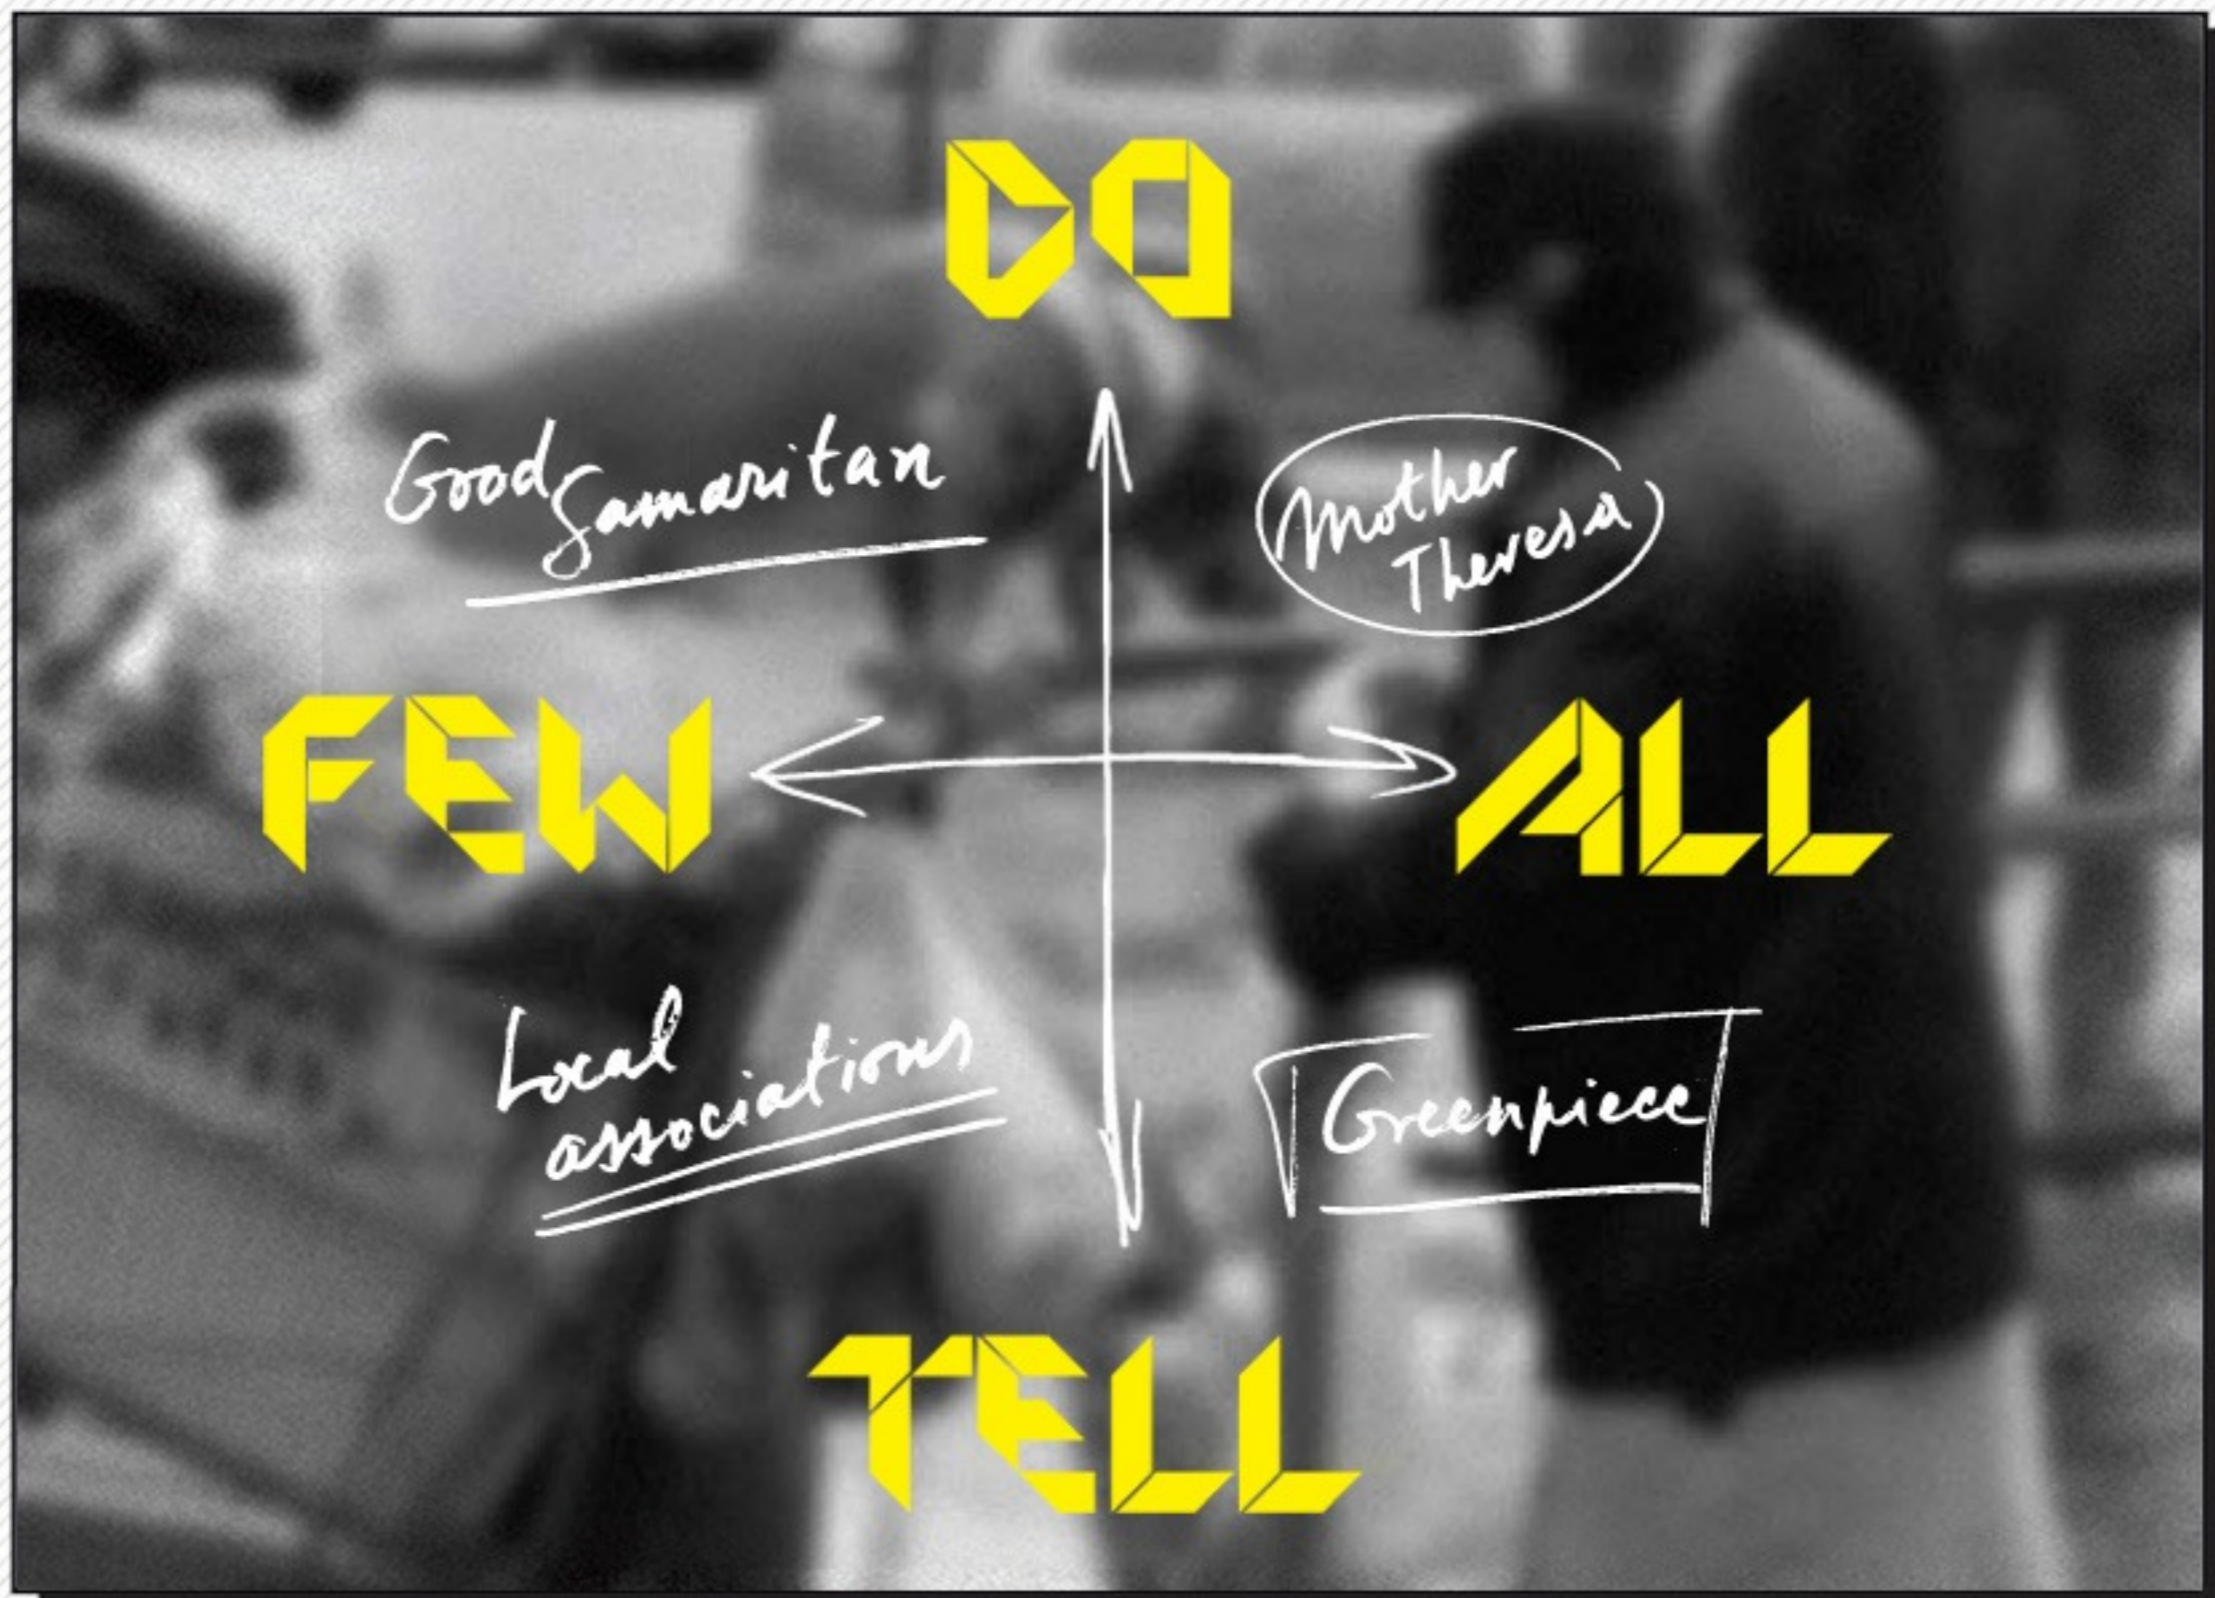 DO
Good Samaritan
Mother
Theresa
FEW
ALL
Local
associations
Greenpiece
TELL